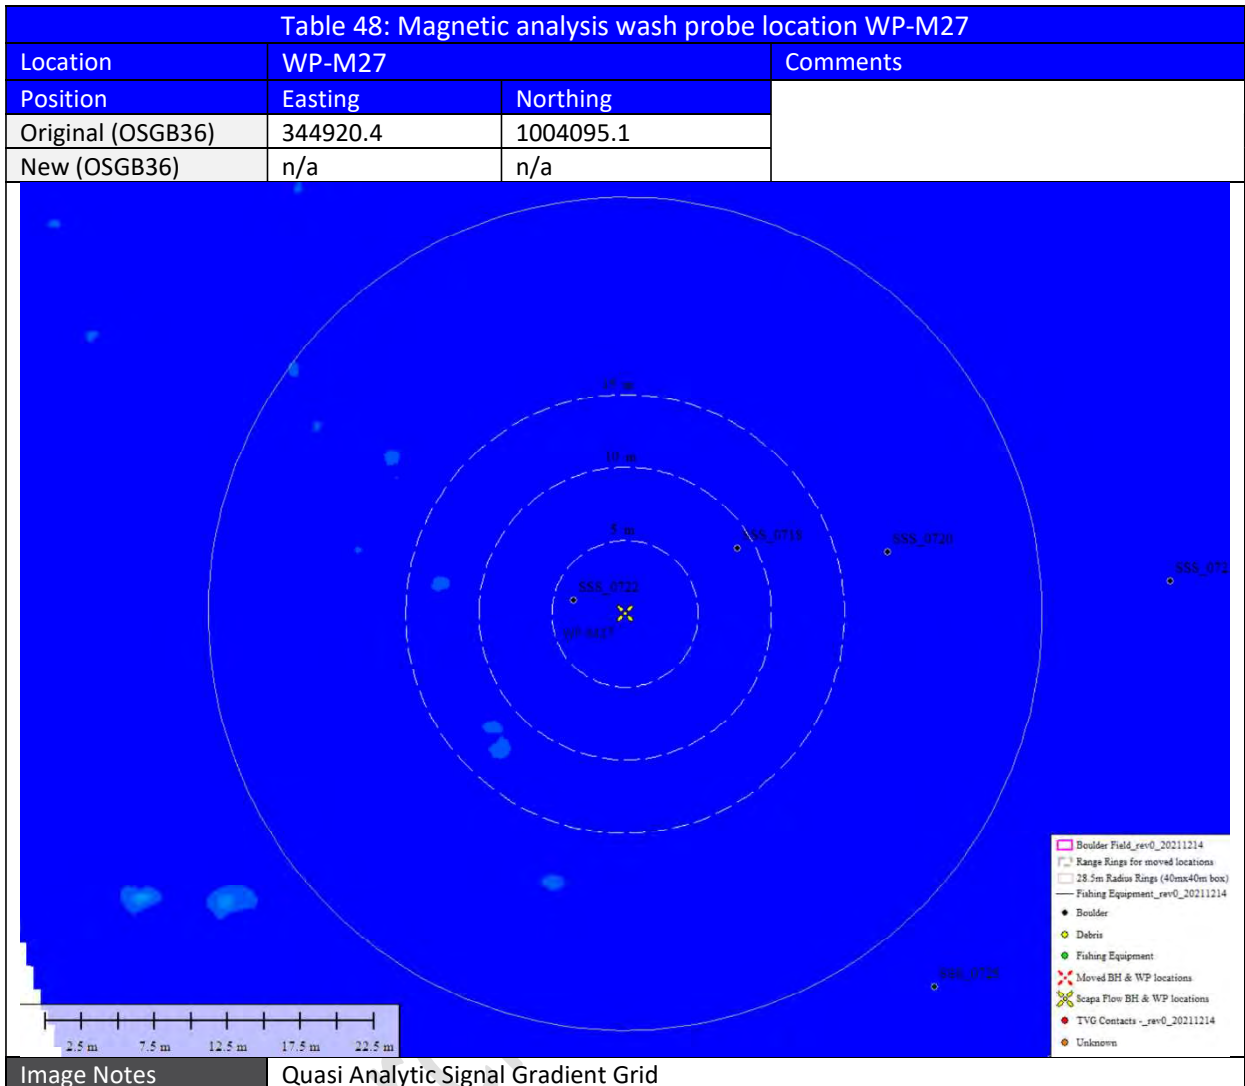 Table 48: Magnetic analysis wash probe location WP-M27
Location WP-M27 Comments
Position Easting Northing
Original (OSGB36) 344920.4 1004095.1
New (OSGB36) n/a n/a
15 m
10 m
5 m
SSS_0718
SSS_0720
SSS_072
SSS_0722
WP-M27
SSS_0725
2.5 m 7.5 m 12.5 m 17.5 m 22.5 m
Boulder Field_rev0_20211214
Range Rings for moved locations
28.5m Radius Rings (40mx40m box)
Fishing Equipment_rev0_20211214
Boulder
Debris
Fishing Equipment
Moved BH & WP locations
Scapa Flow BH & WP locations
TVG Contacts -_rev0_20211214
Unknown
Image Notes Quasi Analytic Signal Gradient Grid